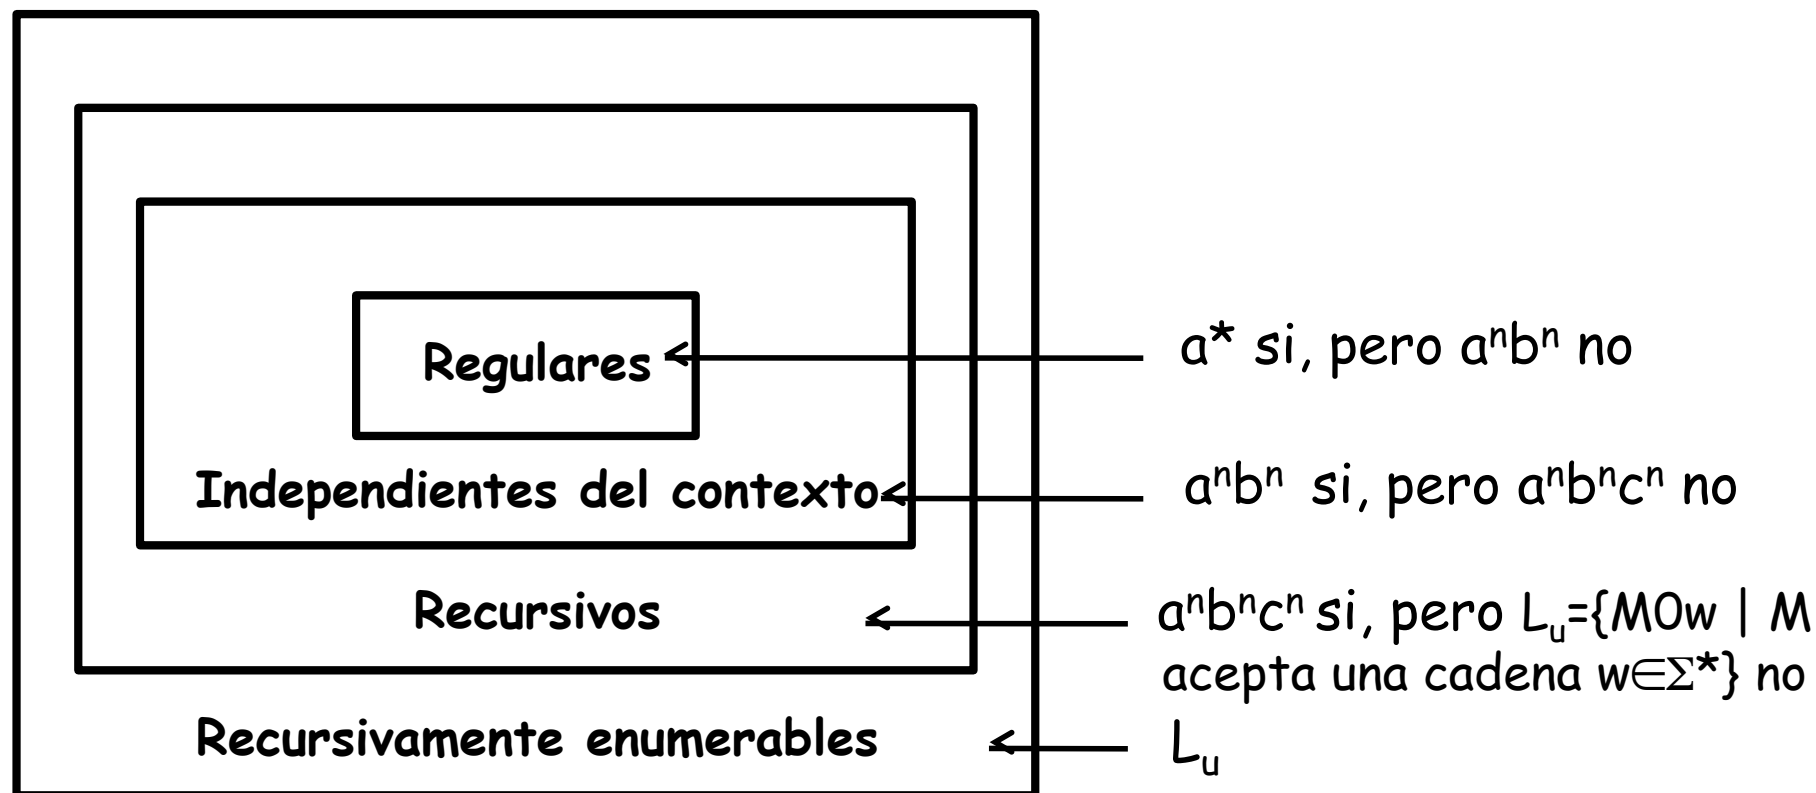 Regulares
a* si, pero aⁿbⁿ no
Independientes del contexto
aⁿbⁿ si, pero aⁿbⁿcⁿ no
Recursivos
aⁿbⁿcⁿ si, pero Lᵤ={M0w | M
acepta una cadena w∈Σ*} no
Recursivamente enumerables
Lᵤ